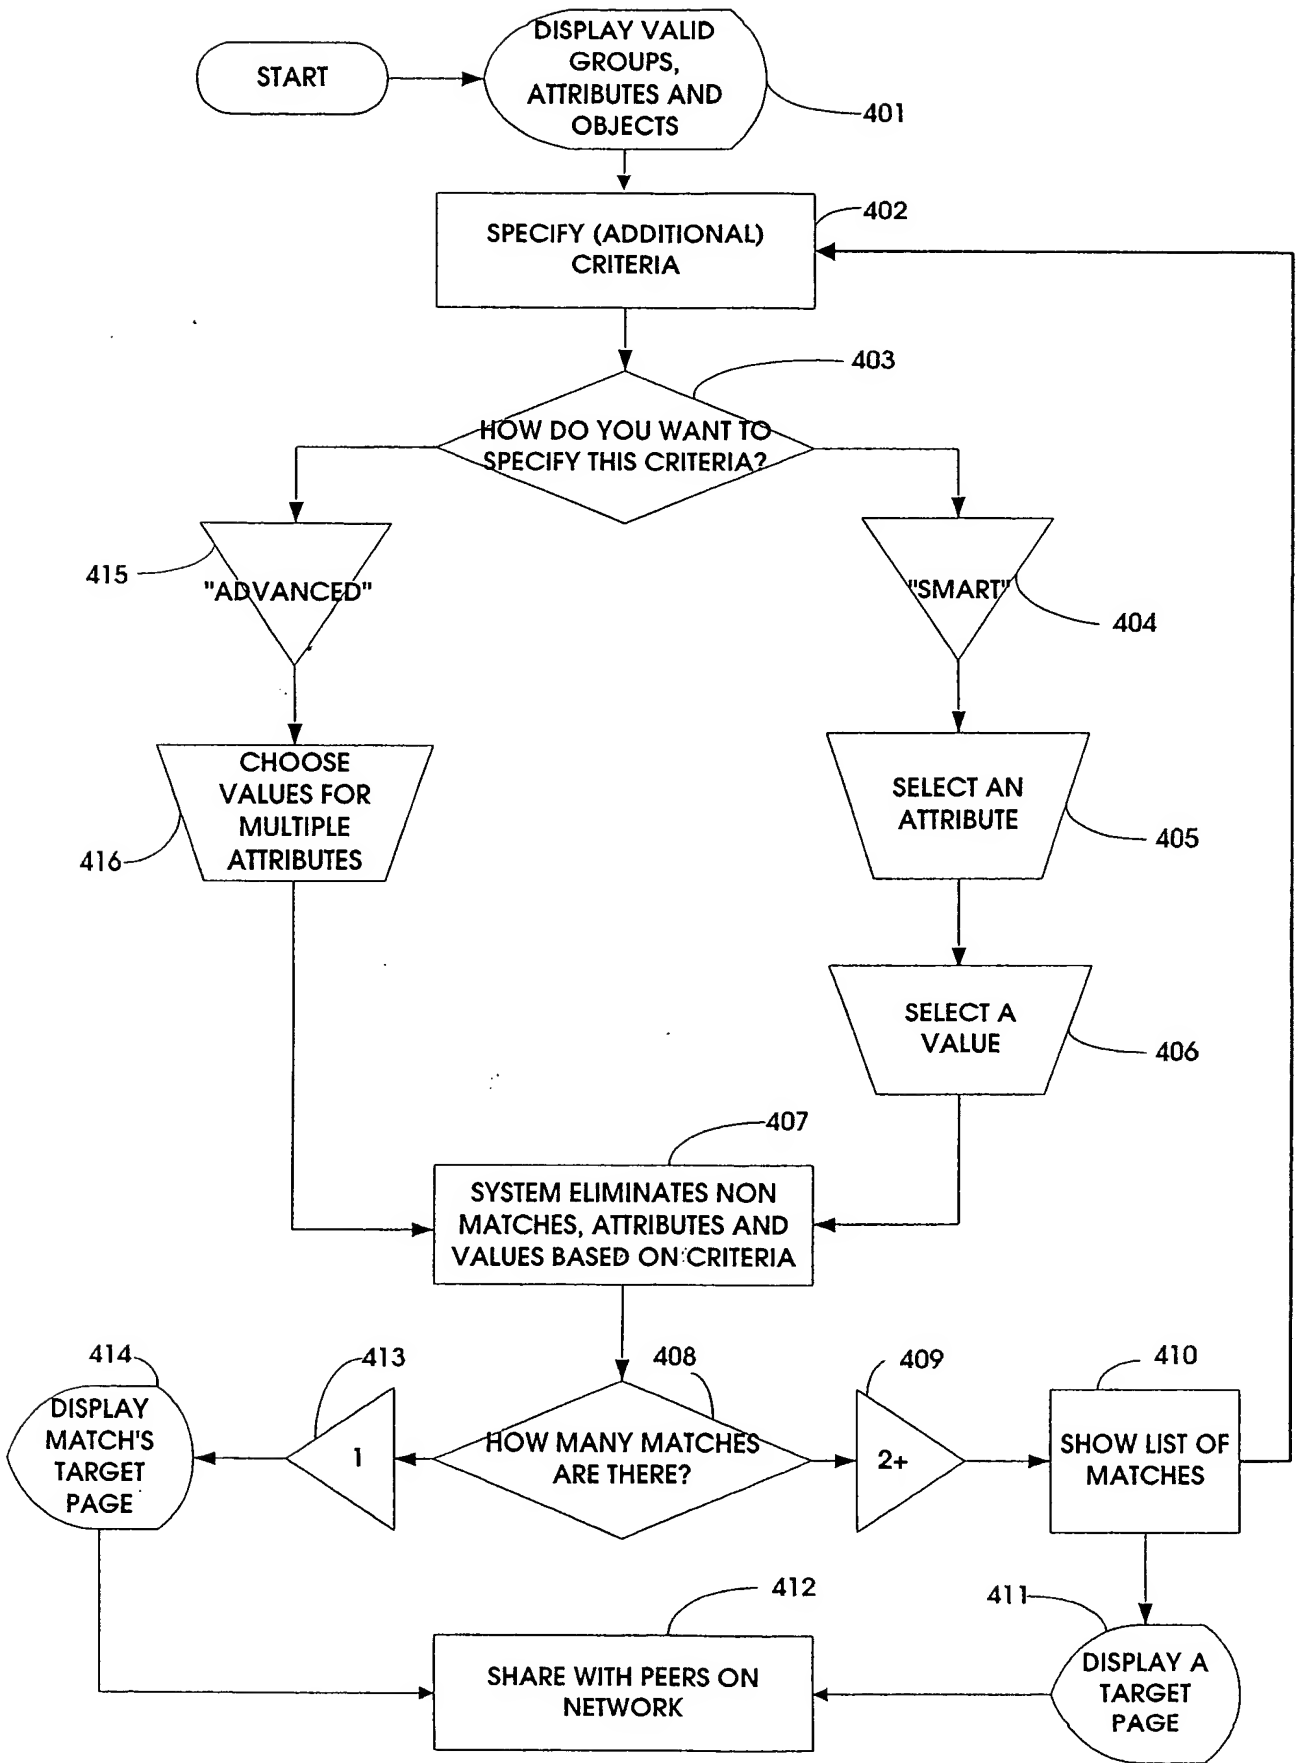 START
DISPLAY VALID
GROUPS,
ATTRIBUTES AND
OBJECTS
401
SPECIFY (ADDITIONAL)
CRITERIA
402
HOW DO YOU WANT TO
SPECIFY THIS CRITERIA?
403
"ADVANCED"
415
"SMART"
404
CHOOSE
VALUES FOR
MULTIPLE
ATTRIBUTES
416
SELECT AN
ATTRIBUTE
405
SELECT A
VALUE
406
407
SYSTEM ELIMINATES NON
MATCHES, ATTRIBUTES AND
VALUES BASED ON CRITERIA
414
DISPLAY
MATCH'S
TARGET
PAGE
413
1
408
HOW MANY MATCHES
ARE THERE?
409
2+
410
SHOW LIST OF
MATCHES
412
SHARE WITH PEERS ON
NETWORK
411
DISPLAY A
TARGET
PAGE